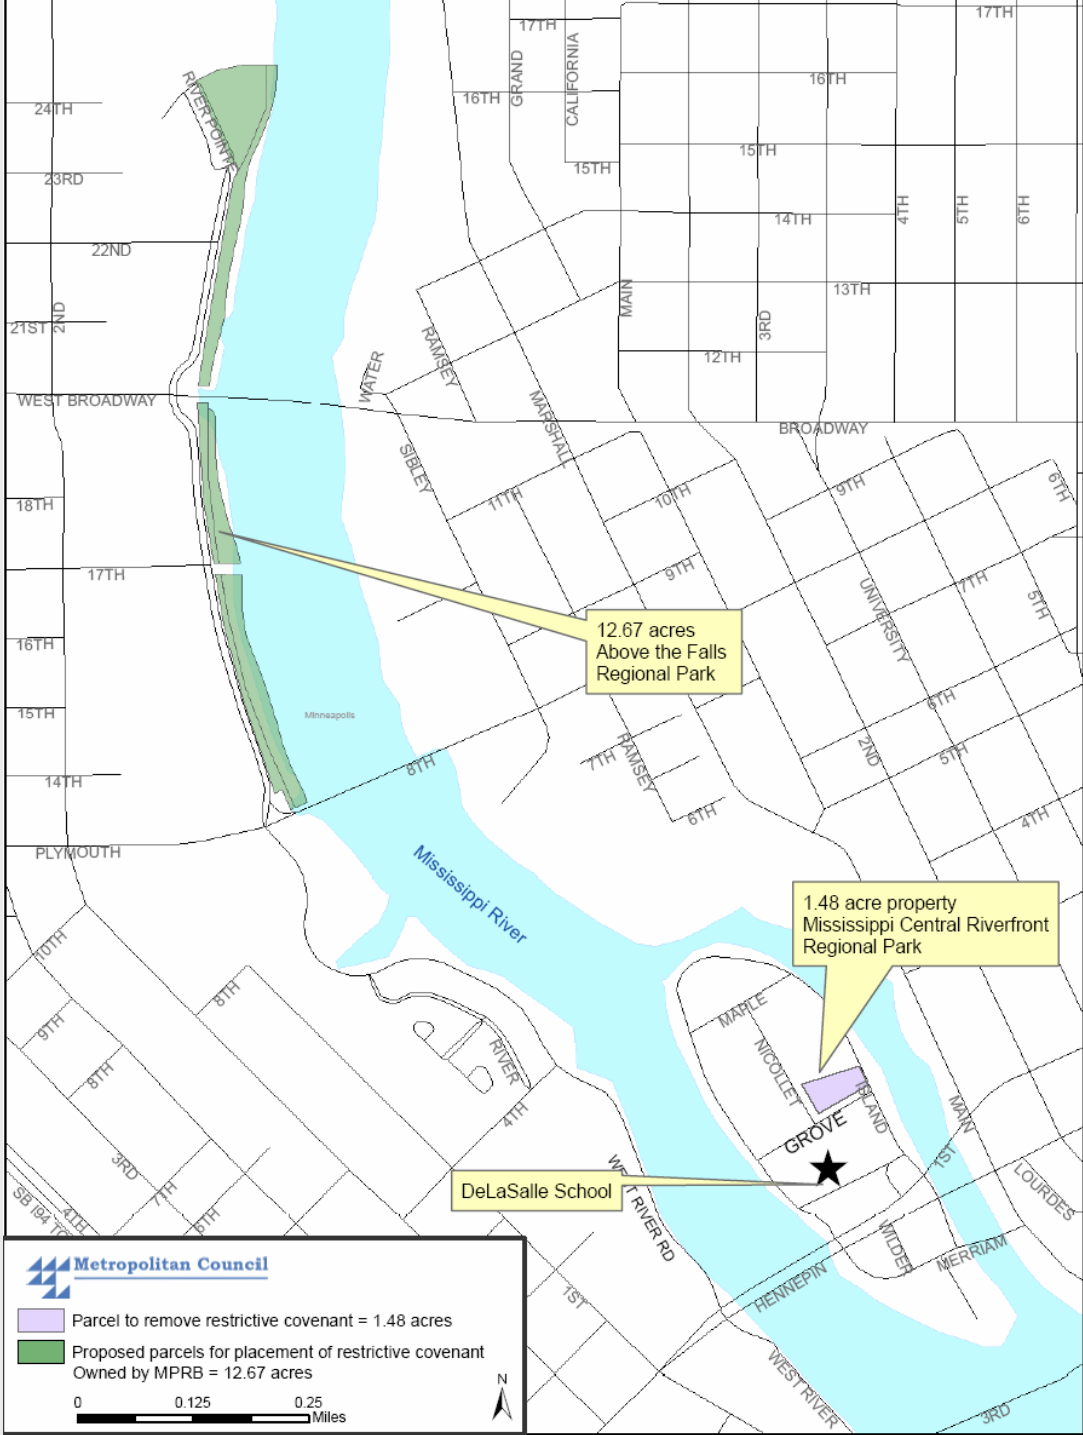 17TH
17TH
GRAND
CALIFORNIA
16TH
16TH
RIVER POINTE
24TH
15TH
15TH
23RD
4TH
5TH
6TH
14TH
22ND
13TH
MAIN
2ND
21ST
3RD
RAMSEY
12TH
WATER
WEST BROADWAY
MARSHALL
BROADWAY
SIBLEY
11TH
10TH
9TH
6TH
18TH
9TH
17TH
7TH
5TH
UNIVERSITY
12.67 acres
Above the Falls
Regional Park
16TH
15TH
Minneapolis
6TH
2ND
5TH
RAMSEY
7TH
8TH
14TH
6TH
4TH
PLYMOUTH
Mississippi River
1.48 acre property
Mississippi Central Riverfront
Regional Park
10TH
8TH
9TH
MAPLE
NICOLLET
RIVER
8TH
ISLAND
MAIN
4TH
GROVE
1ST
3RD
7TH
DeLaSalle School
WEST RIVER RD
LOURDES
SB I94 TO
4TH
6TH
WILDER
MERRIAM
HENNEPIN
1ST
Metropolitan Council
Parcel to remove restrictive covenant = 1.48 acres
Proposed parcels for placement of restrictive covenant
Owned by MPRB = 12.67 acres
0 0.125 0.25
Miles
N
WEST RIVER
3RD